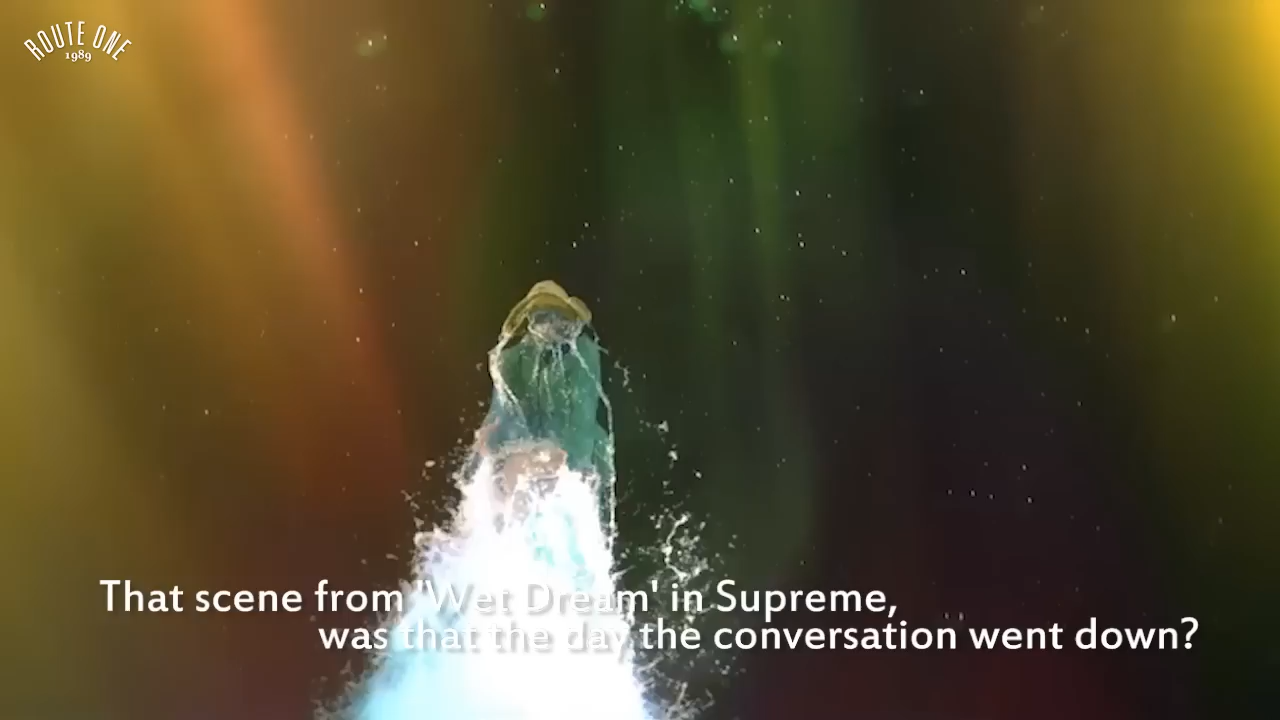 ROUTE ONE
1989
That scene from 'Wet Dream' in Supreme,
was that the day the conversation went down?